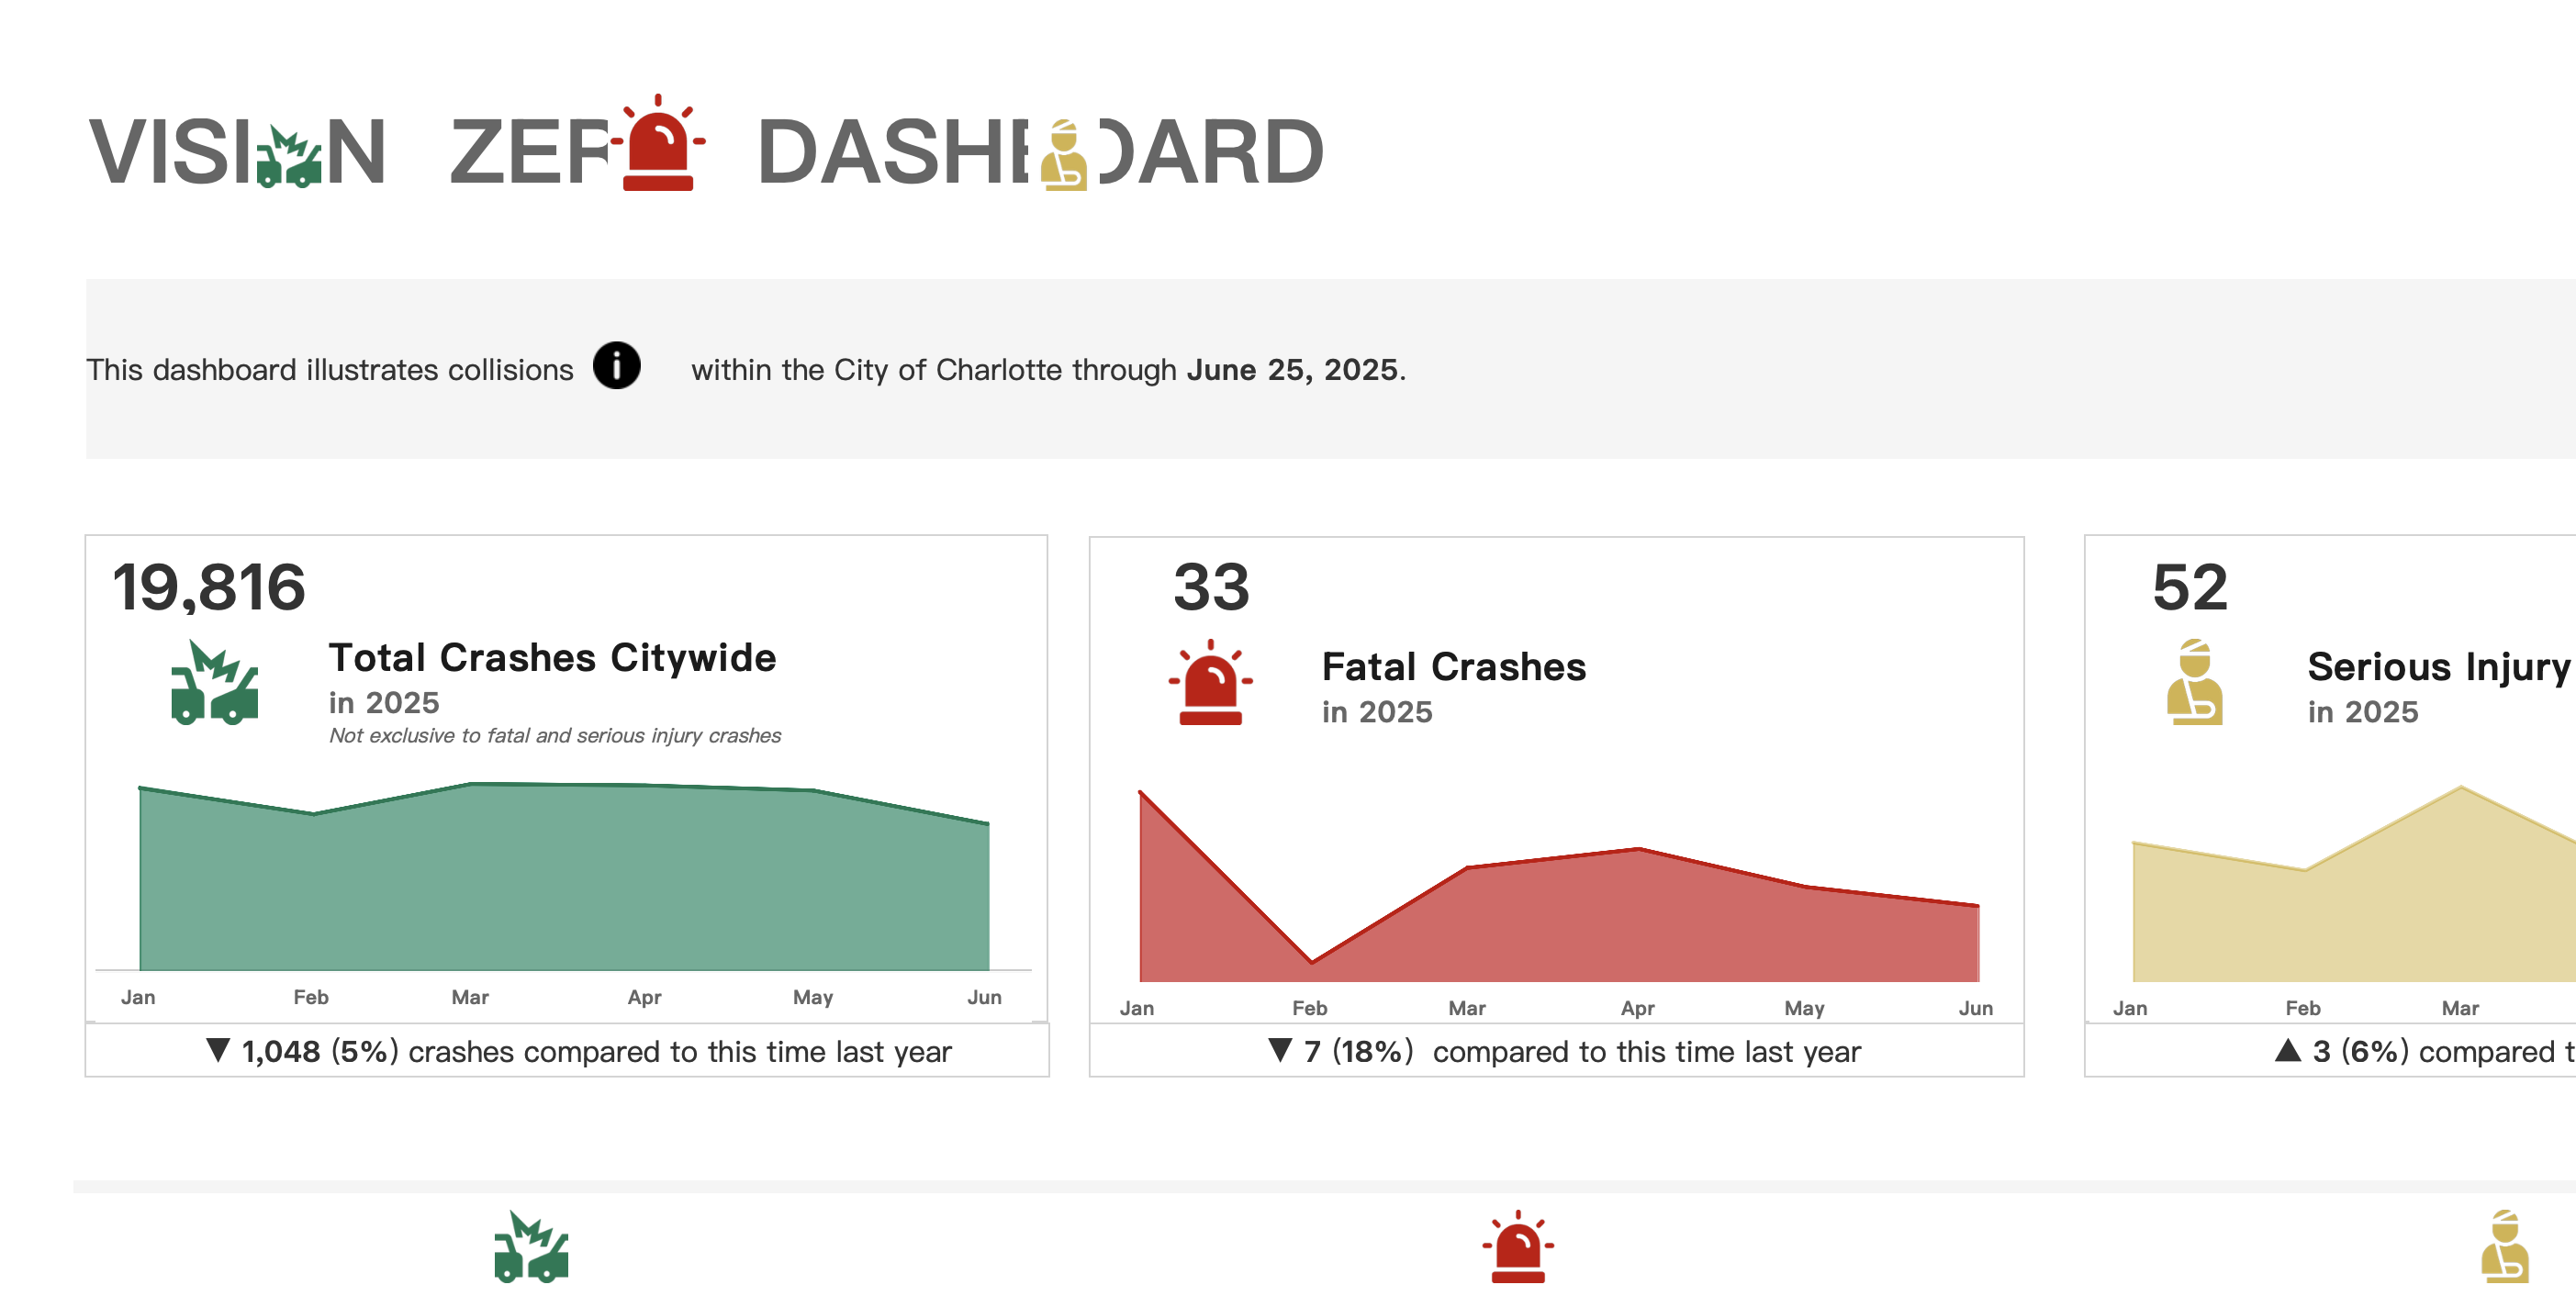 VISI N ZER DASHB OARD
This dashboard illustrates collisions i within the City of Charlotte through June 25, 2025.
19,816
Total Crashes Citywide
in 2025
Not exclusive to fatal and serious injury crashes
Jan Feb Mar Apr May Jun
▼ 1,048 (5%) crashes compared to this time last year
33
Fatal Crashes
in 2025
Jan Feb Mar Apr May Jun
▼ 7 (18%) compared to this time last year
52
Serious Injury
in 2025
Jan Feb Mar
▲ 3 (6%) compared t